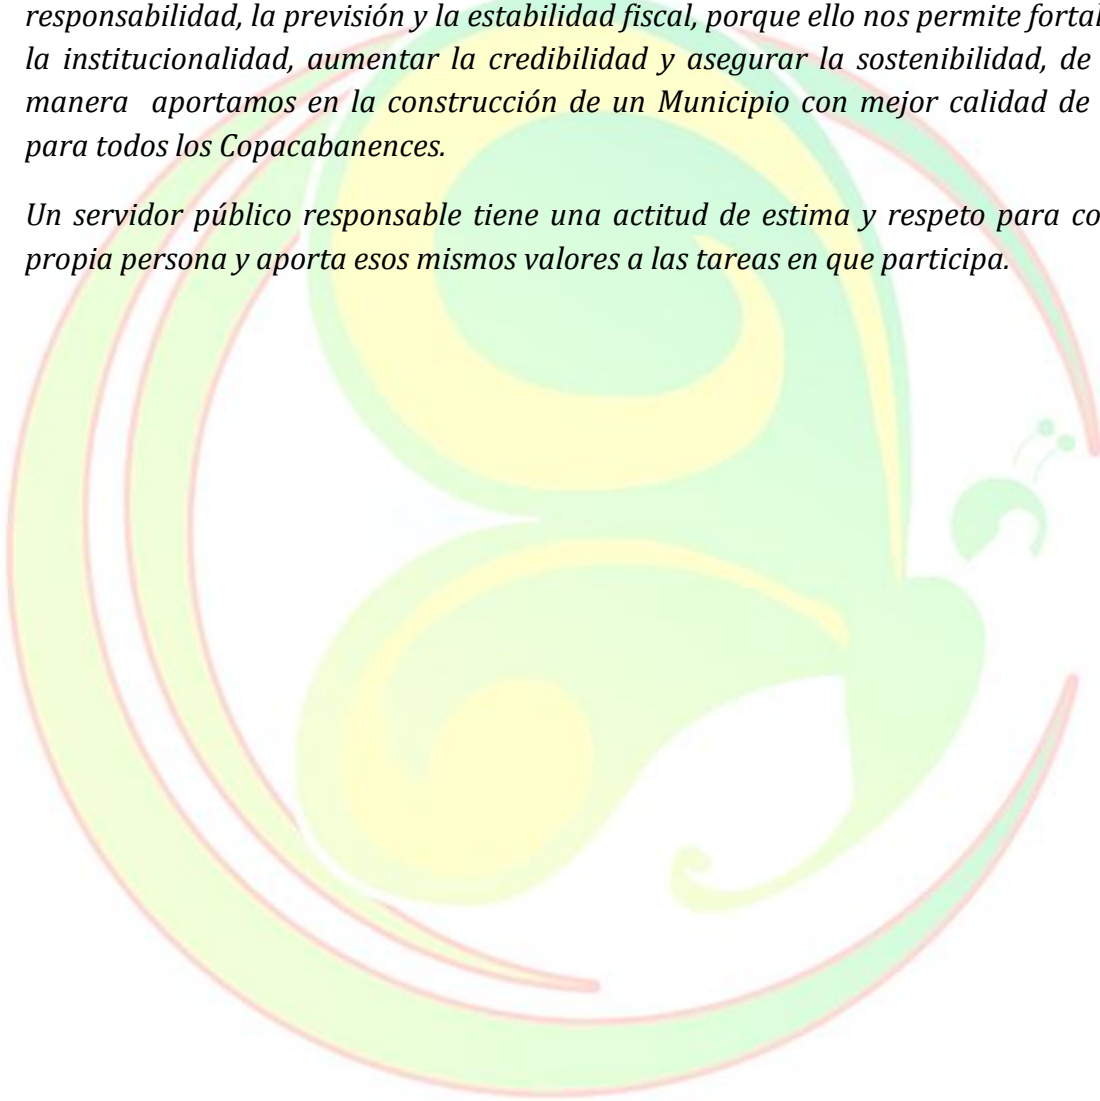 responsabilidad, la previsión y la estabilidad fiscal, porque ello nos permite fortal
la institucionalidad, aumentar la credibilidad y asegurar la sostenibilidad, de
manera aportamos en la construcción de un Municipio con mejor calidad de
para todos los Copacabanences.
Un servidor público responsable tiene una actitud de estima y respeto para co
propia persona y aporta esos mismos valores a las tareas en que participa.